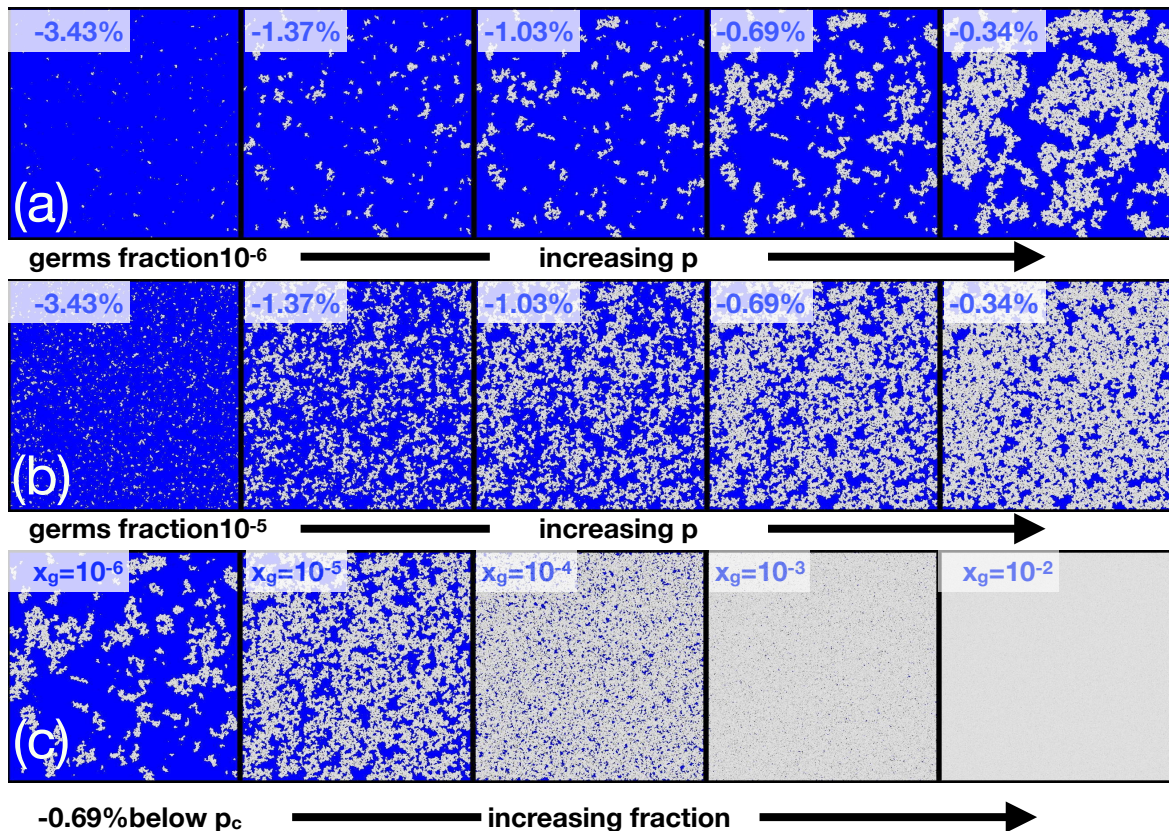 -3.43% -1.37% -1.03% -0.69% -0.34%
(a)
germs fraction10-6 increasing p
-3.43% -1.37% -1.03% -0.69% -0.34%
(b)
germs fraction10-5 increasing p
xg=10-6 xg=10-5 xg=10-4 xg=10-3 xg=10-2
(c)
-0.69%below pc increasing fraction